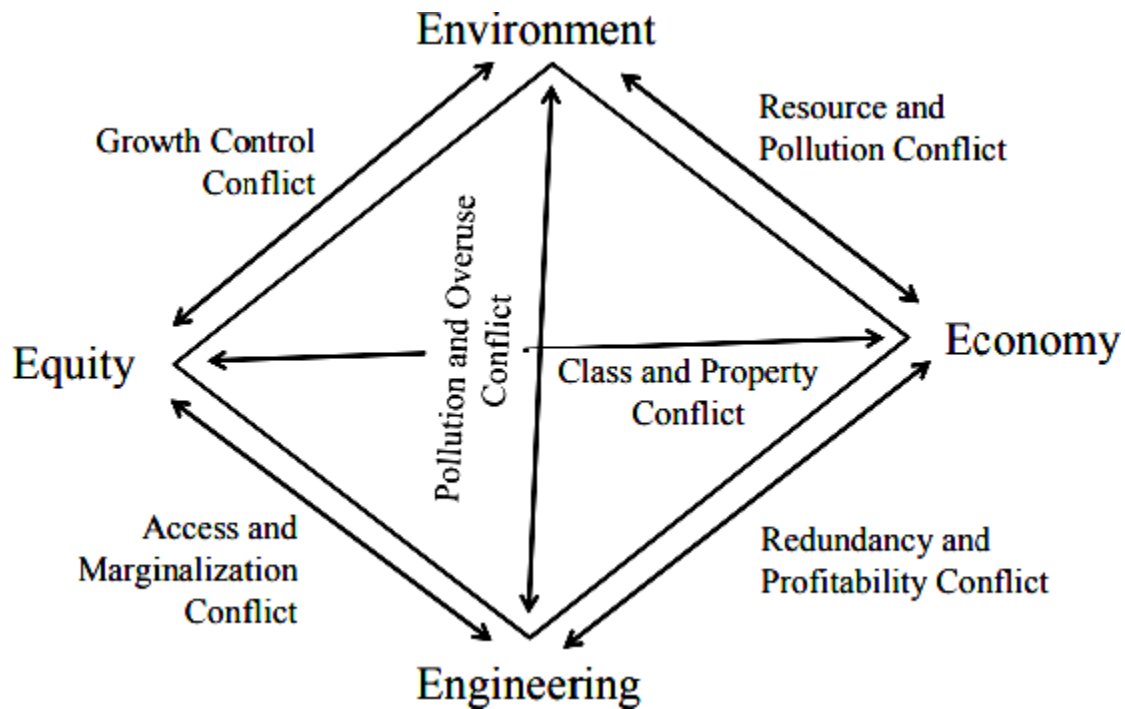 Environment
Growth Control
Conflict
Resource and
Pollution Conflict
Pollution and Overuse
Conflict
Equity
Economy
Class and Property
Conflict
Access and
Marginalization
Conflict
Redundancy and
Profitability Conflict
Engineering